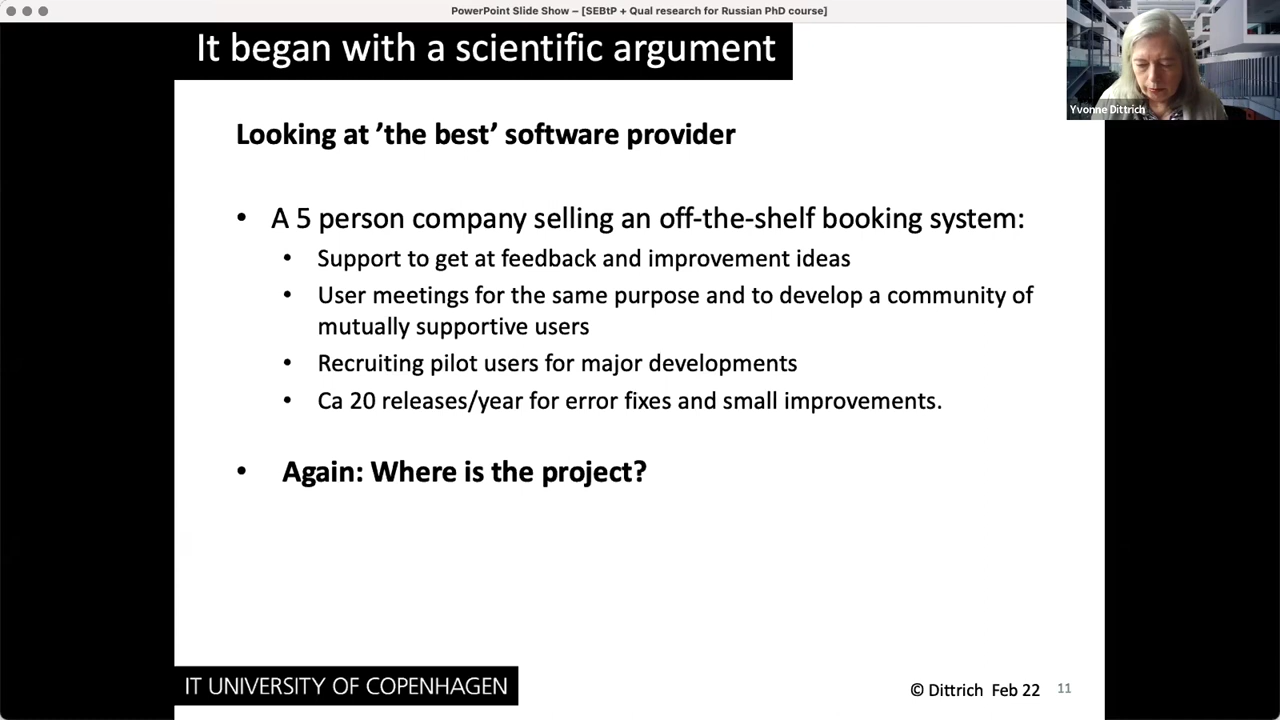 PowerPoint Slide Show – [SEBtP + Qual research for Russian PhD course]
It began with a scientific argument
Yvonne Dittrich
Looking at ’the best’ software provider
• A 5 person company selling an off-the-shelf booking system:
• Support to get at feedback and improvement ideas
• User meetings for the same purpose and to develop a community of
mutually supportive users
• Recruiting pilot users for major developments
• Ca 20 releases/year for error fixes and small improvements.
• Again: Where is the project?
IT UNIVERSITY OF COPENHAGEN
© Dittrich Feb 22 11